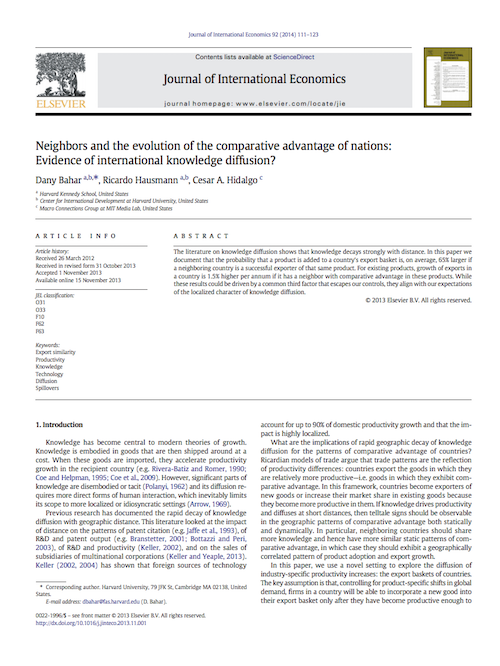 Journal of International Economics 92 (2014) 111–123
Contents lists available at ScienceDirect
Journal of International Economics
journal homepage: www.elsevier.com/locate/jie
ELSEVIER
Neighbors and the evolution of the comparative advantage of nations:
Evidence of international knowledge diffusion?
Dany Bahar a,b,*, Ricardo Hausmann a,b, Cesar A. Hidalgo c
a Harvard Kennedy School, United States
b Center for International Development at Harvard University, United States
c Macro Connections Group at MIT Media Lab, United States
ARTICLE INFO
Article history:
Received 26 March 2012
Received in revised form 31 October 2013
Accepted 1 November 2013
Available online 15 November 2013
JEL classification:
O31
O33
F10
F62
F63
Keywords:
Export similarity
Productivity
Knowledge
Technology
Diffusion
Spillovers
ABSTRACT
The literature on knowledge diffusion shows that knowledge decays strongly with distance. In this paper we
document that the probability that a product is added to a country's export basket is, on average, 65% larger if
a neighboring country is a successful exporter of that same product. For existing products, growth of exports in
a country is 1.5% higher per annum if it has a neighbor with comparative advantage in these products. While
these results could be driven by a common third factor that escapes our controls, they align with our expectations
of the localized character of knowledge diffusion.
© 2013 Elsevier B.V. All rights reserved.
1. Introduction
Knowledge has become central to modern theories of growth.
Knowledge is embodied in goods that are then shipped around at a
cost. When these goods are imported, they accelerate productivity
growth in the recipient country (e.g. Rivera-Batiz and Romer, 1990;
Coe and Helpman, 1995; Coe et al., 2009). However, significant parts of
knowledge are disembodied or tacit (Polanyi, 1962) and its diffusion re-
quires more direct forms of human interaction, which inevitably limits
its scope to more localized or idiosyncratic settings (Arrow, 1969).
Previous research has documented the rapid decay of knowledge
diffusion with geographic distance. This literature looked at the impact
of distance on the patterns of patent citation (e.g. Jaffe et al., 1993), of
R&D and patent output (e.g. Branstetter, 2001; Bottazzi and Peri,
2003), of R&D and productivity (Keller, 2002), and on the sales of
subsidiaries of multinational corporations (Keller and Yeaple, 2013).
Keller (2002, 2004) has shown that foreign sources of technology
account for up to 90% of domestic productivity growth and that the im-
pact is highly localized.
What are the implications of rapid geographic decay of knowledge
diffusion for the patterns of comparative advantage of countries?
Ricardian models of trade argue that trade patterns are the reflection
of productivity differences: countries export the goods in which they
are relatively more productive—i.e. goods in which they exhibit com-
parative advantage. In this framework, countries become exporters of
new goods or increase their market share in existing goods because
they become more productive in them. If knowledge drives productivity
and diffuses at short distances, then telltale signs should be observable
in the geographic patterns of comparative advantage both statically
and dynamically. In particular, neighboring countries should share
more knowledge and hence have more similar static patterns of com-
parative advantage, in which case they should exhibit a geographically
correlated pattern of product adoption and export growth.
In this paper, we use a novel setting to explore the diffusion of
industry-specific productivity increases: the export baskets of countries.
The key assumption is that, controlling for product-specific shifts in global
demand, firms in a country will be able to incorporate a new good into
their export basket only after they have become productive enough to
* Corresponding author. Harvard University, 79 JFK St, Cambridge MA 02138, United
States.
E-mail address: dbahar@fas.harvard.edu (D. Bahar).
0022-1996/$ – see front matter © 2013 Elsevier B.V. All rights reserved.
http://dx.doi.org/10.1016/j.jinteco.2013.11.001